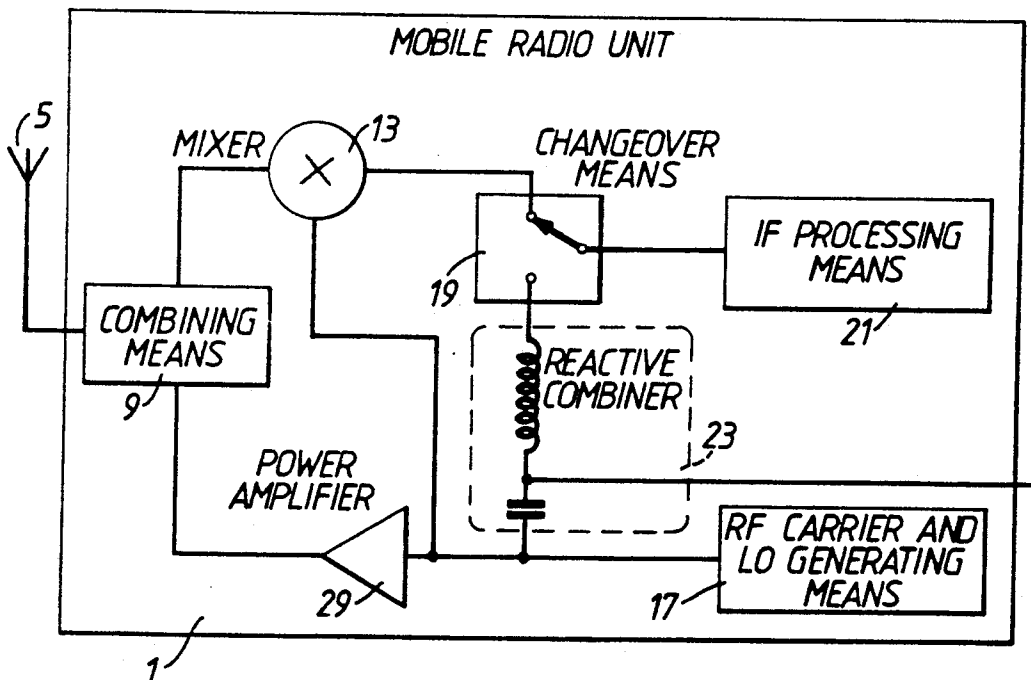 MOBILE RADIO UNIT
5
MIXER
13
CHANGEOVER
MEANS
19
IF PROCESSING
MEANS
21
COMBINING
MEANS
9
REACTIVE
COMBINER
23
POWER
AMPLIFIER
29
RF CARRIER AND
LO GENERATING
MEANS
17
1